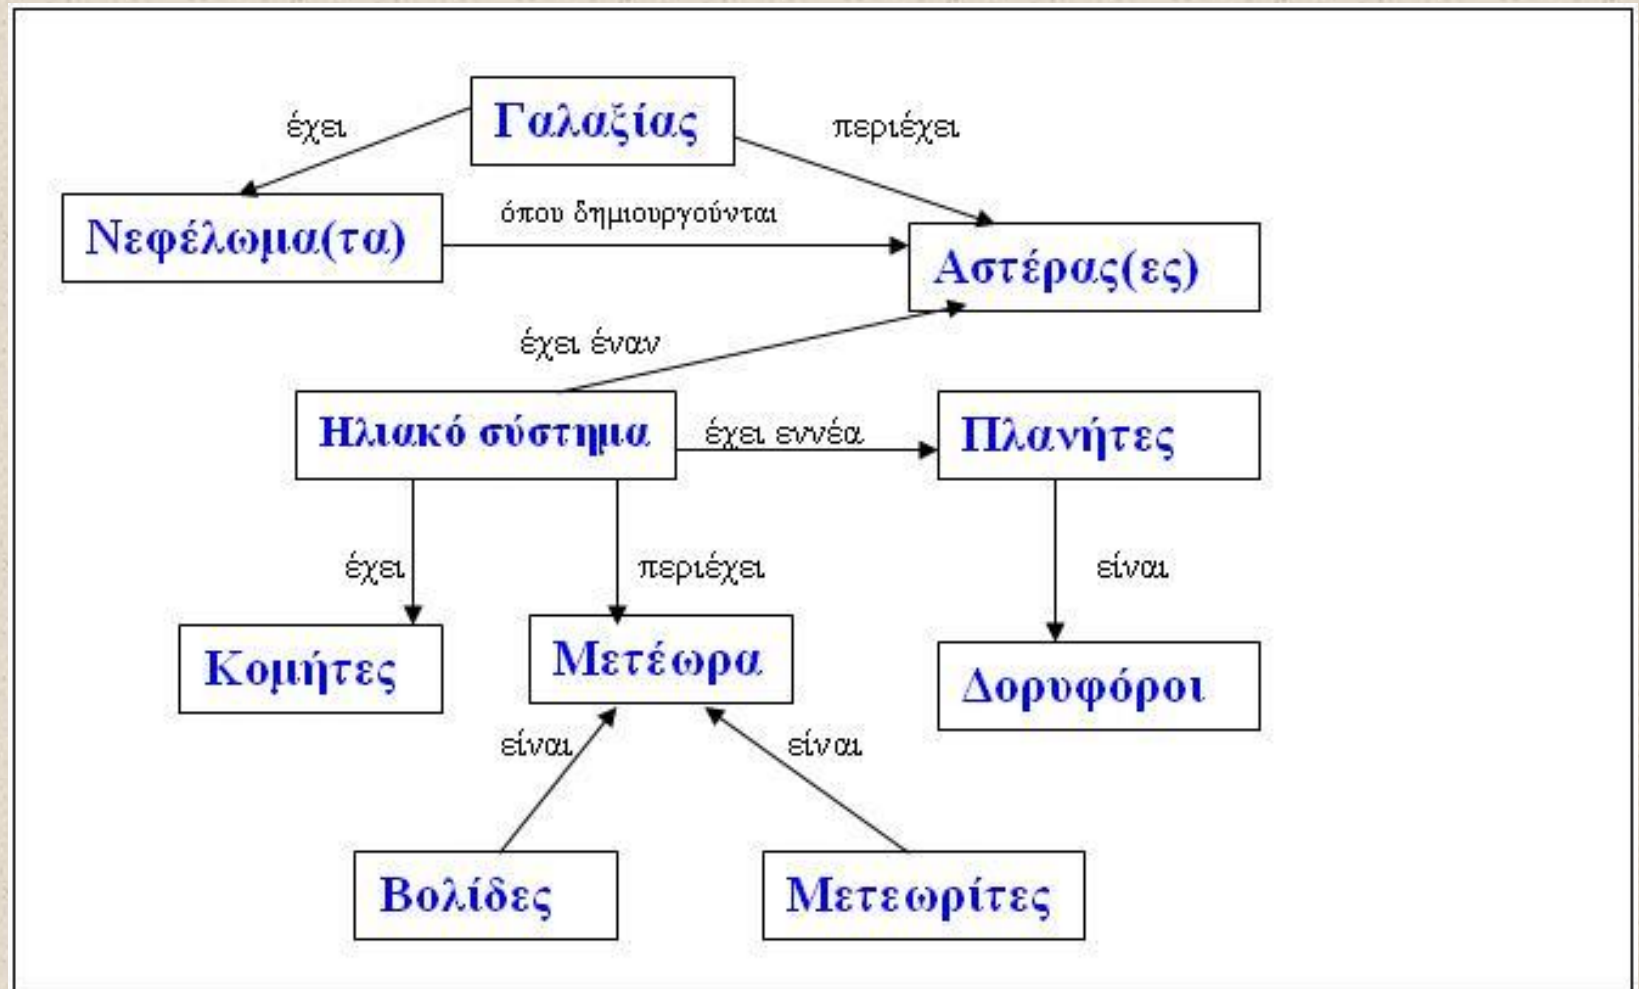 Γαλαξίας
έχει
περιέχει
Νεφέλωμα(τα)
όπου δημιουργούνται
Αστέρας(ες)
έχει έναν
Ηλιακό σύστημα
έχει εννέα
Πλανήτες
έχει
περιέχει
είναι
Κομήτες
Μετέωρα
Δορυφόροι
είναι
είναι
Βολίδες
Μετεωρίτες